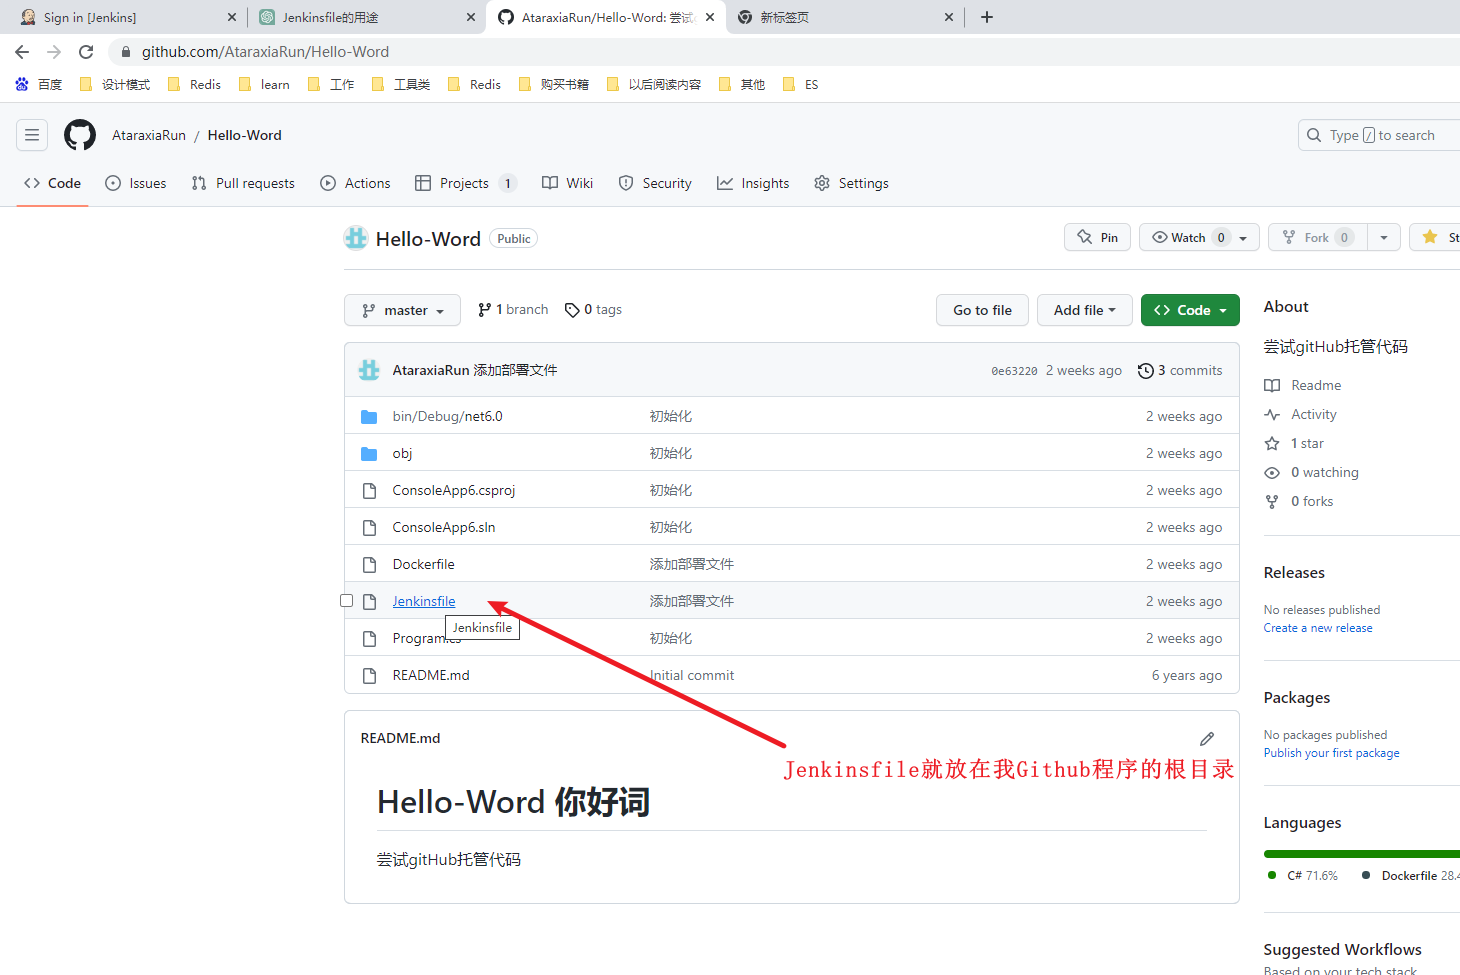 Sign in [Jenkins]
Jenkinsfile的用途
AtaraxiaRun/Hello-Word: 尝试
新标签页
github.com/AtaraxiaRun/Hello-Word
百度 设计模式 Redis learn 工作 工具类 Redis 购买书籍 以后阅读内容 其他 ES
AtaraxiaRun / Hello-Word
Type / to search
Code Issues Pull requests Actions Projects 1 Wiki Security Insights Settings
Hello-Word Public
Pin Watch 0 Fork 0 St
master 1 branch 0 tags Go to file Add file Code
AtaraxiaRun 添加部署文件 0e63220 2 weeks ago 3 commits
bin/Debug/net6.0 初始化 2 weeks ago
obj 初始化 2 weeks ago
ConsoleApp6.csproj 初始化 2 weeks ago
ConsoleApp6.sln 初始化 2 weeks ago
Dockerfile 添加部署文件 2 weeks ago
Jenkinsfile 添加部署文件 2 weeks ago
Jenkinsfile
Program.cs 初始化 2 weeks ago
README.md Initial commit 6 years ago
README.md
Jenkinsfile就放在我Github程序的根目录
Hello-Word 你好词
尝试gitHub托管代码
About
尝试gitHub托管代码
Readme
Activity
1 star
0 watching
0 forks
Releases
No releases published
Create a new release
Packages
No packages published
Publish your first package
Languages
C# 71.6% Dockerfile 28.4
Suggested Workflows
Based on your tech stack